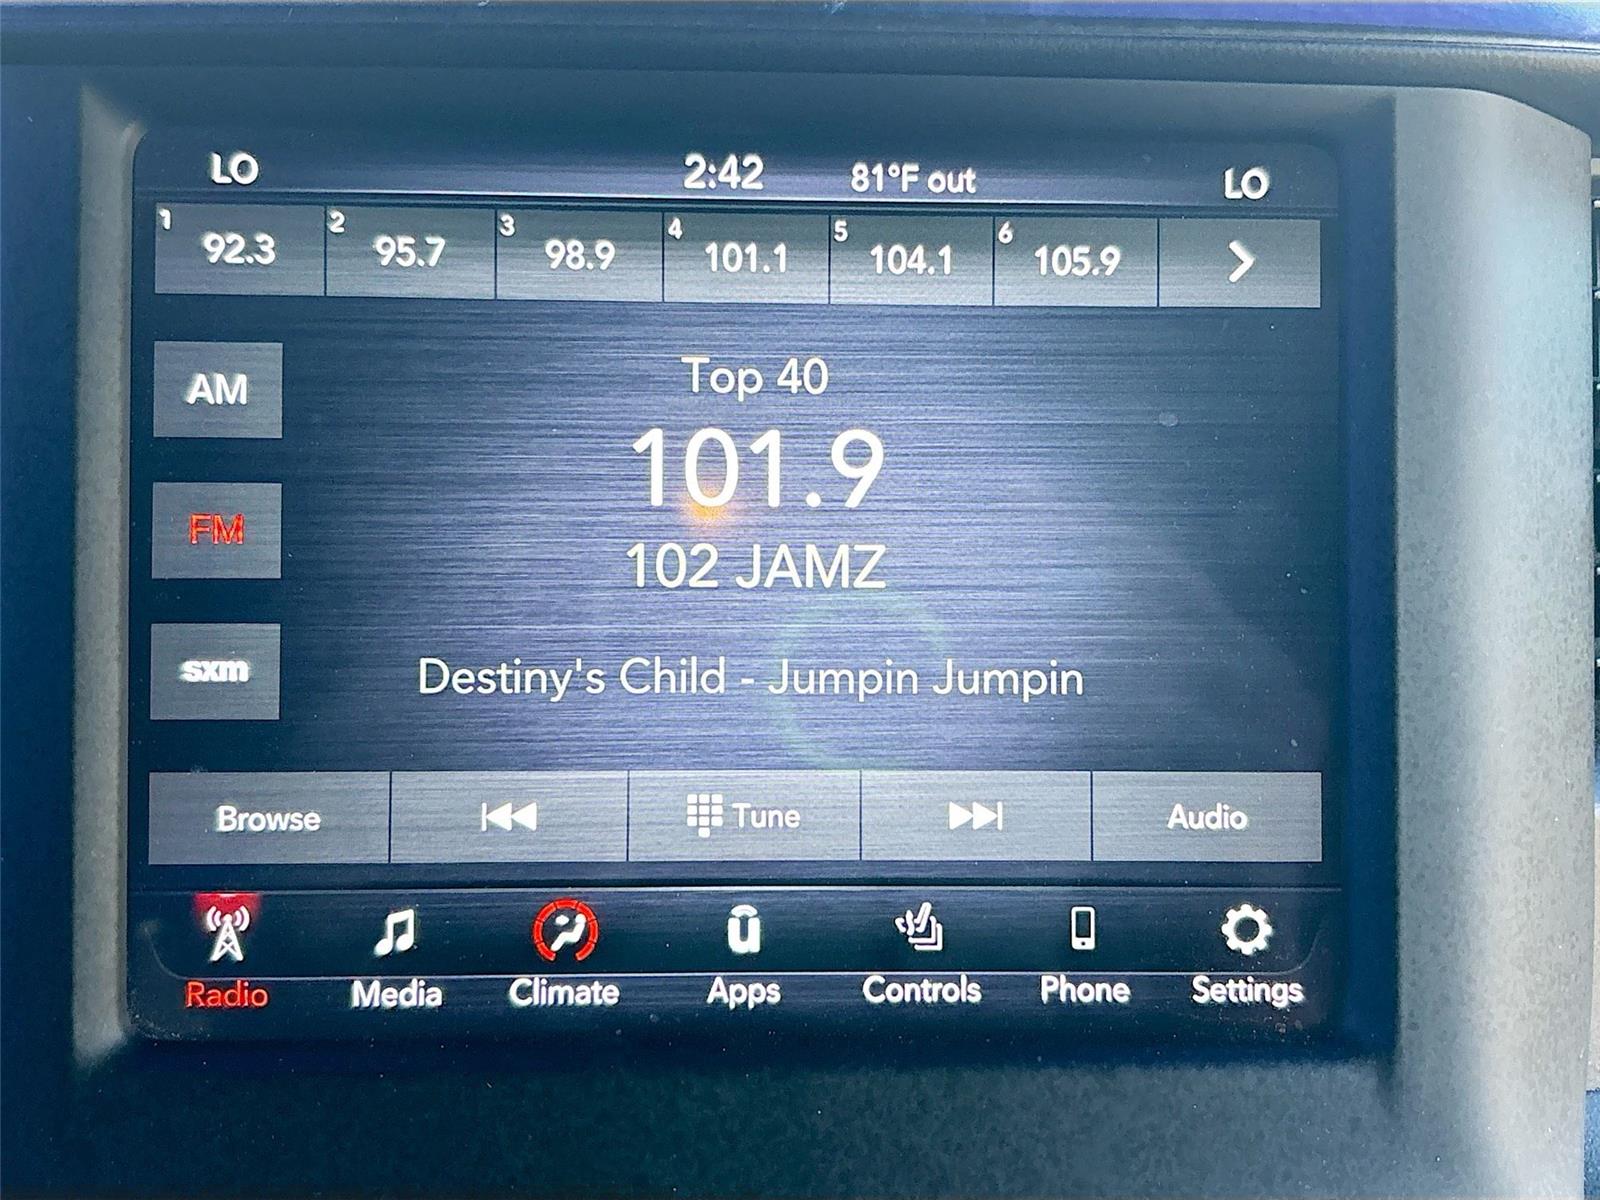 LO 2:42 81°F out LO
1 92.3 2 95.7 3 98.9 4 101.1 5 104.1 6 105.9
AM
Top 40
101.9
FM
102 JAMZ
sxm
Destiny's Child - Jumpin Jumpin
Browse Tune Audio
Radio Media Climate Apps Controls Phone Settings